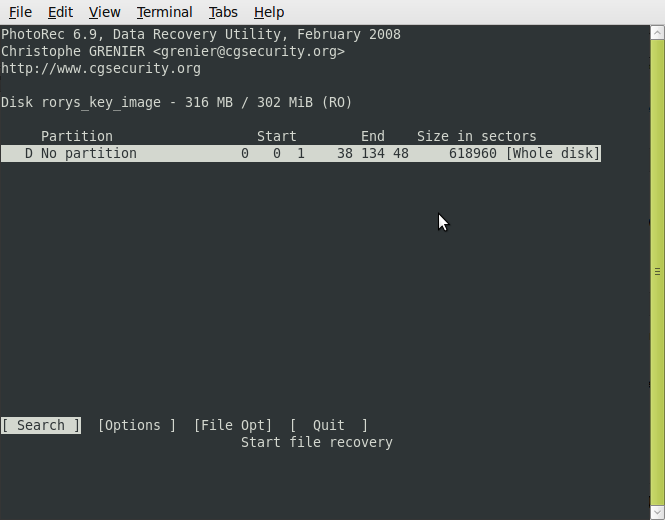 File Edit View Terminal Tabs Help
PhotoRec 6.9, Data Recovery Utility, February 2008
Christophe GRENIER <grenier@cgsecurity.org>
http://www.cgsecurity.org
Disk rorys_key_image - 316 MB / 302 MiB (RO)
Partition Start End Size in sectors
D No partition 0 0 1 38 134 48 618960 [Whole disk]
[ Search ] [Options ] [File Opt] [ Quit ]
Start file recovery